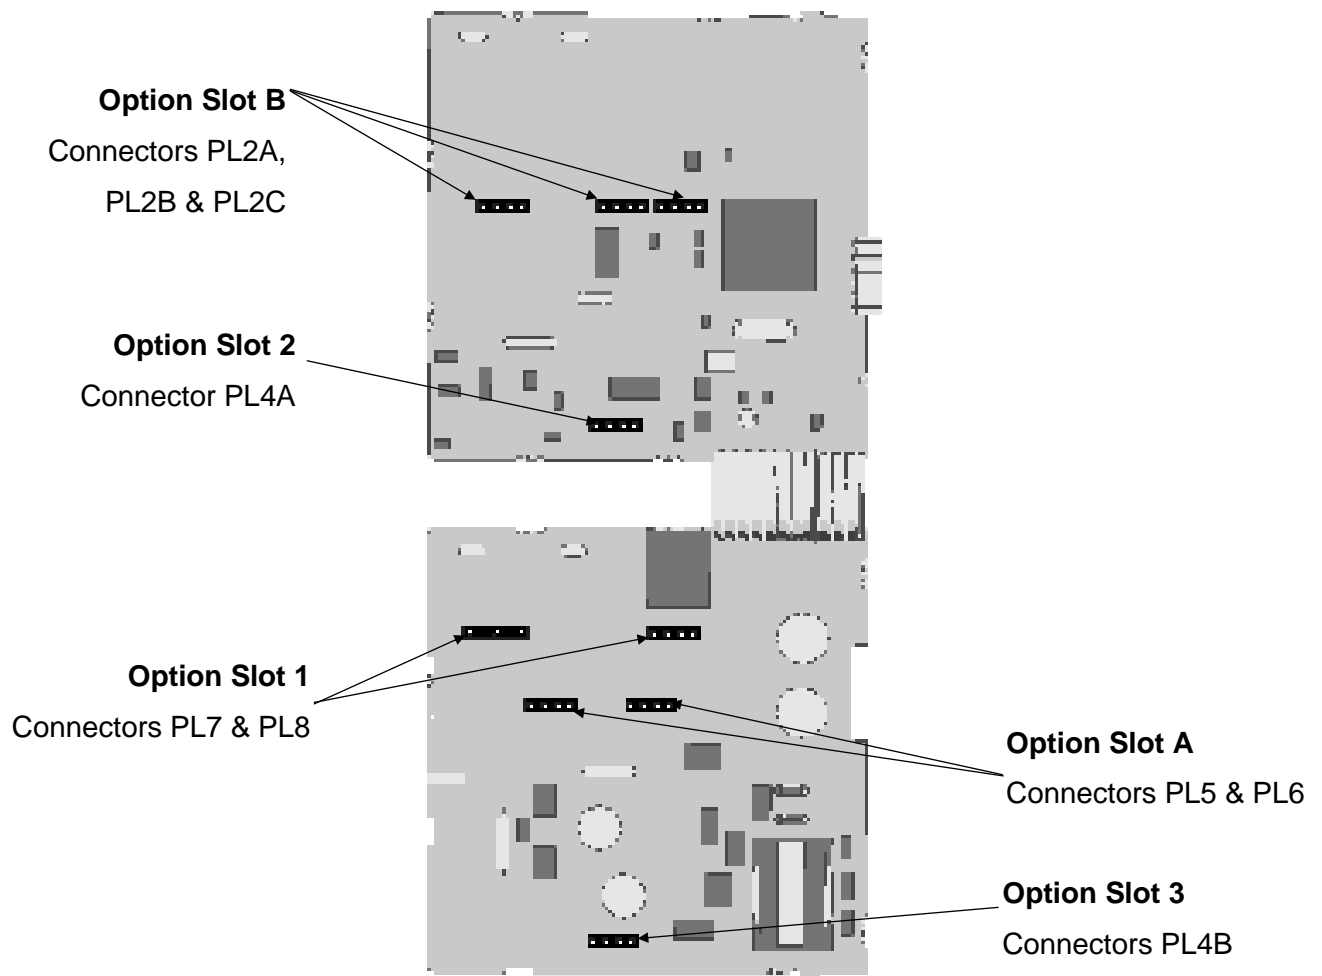 Option Slot B
Connectors PL2A,
PL2B & PL2C
Option Slot 2
Connector PL4A
Option Slot 1
Connectors PL7 & PL8
Option Slot A
Connectors PL5 & PL6
Option Slot 3
Connectors PL4B